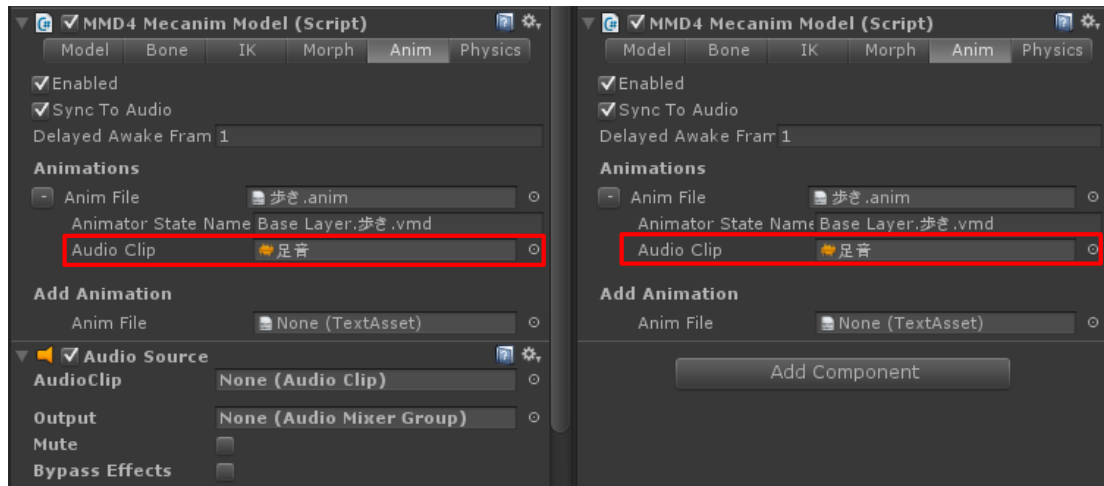 MMD4 Mecanim Model (Script)
Model Bone IK Morph Anim Physics
Enabled
Sync To Audio
Delayed Awake Fram 1
Animations
- Anim File 歩き.anim
Animator State Name Base Layer.歩き.vmd
Audio Clip 足音
Add Animation
Anim File None (TextAsset)
Audio Source
AudioClip None (Audio Clip)
Output None (Audio Mixer Group)
Mute
Bypass Effects
MMD4 Mecanim Model (Script)
Model Bone IK Morph Anim Physics
Enabled
Sync To Audio
Delayed Awake Fram 1
Animations
- Anim File 歩き.anim
Animator State Name Base Layer.歩き.vmd
Audio Clip 足音
Add Animation
Anim File None (TextAsset)
Add Component